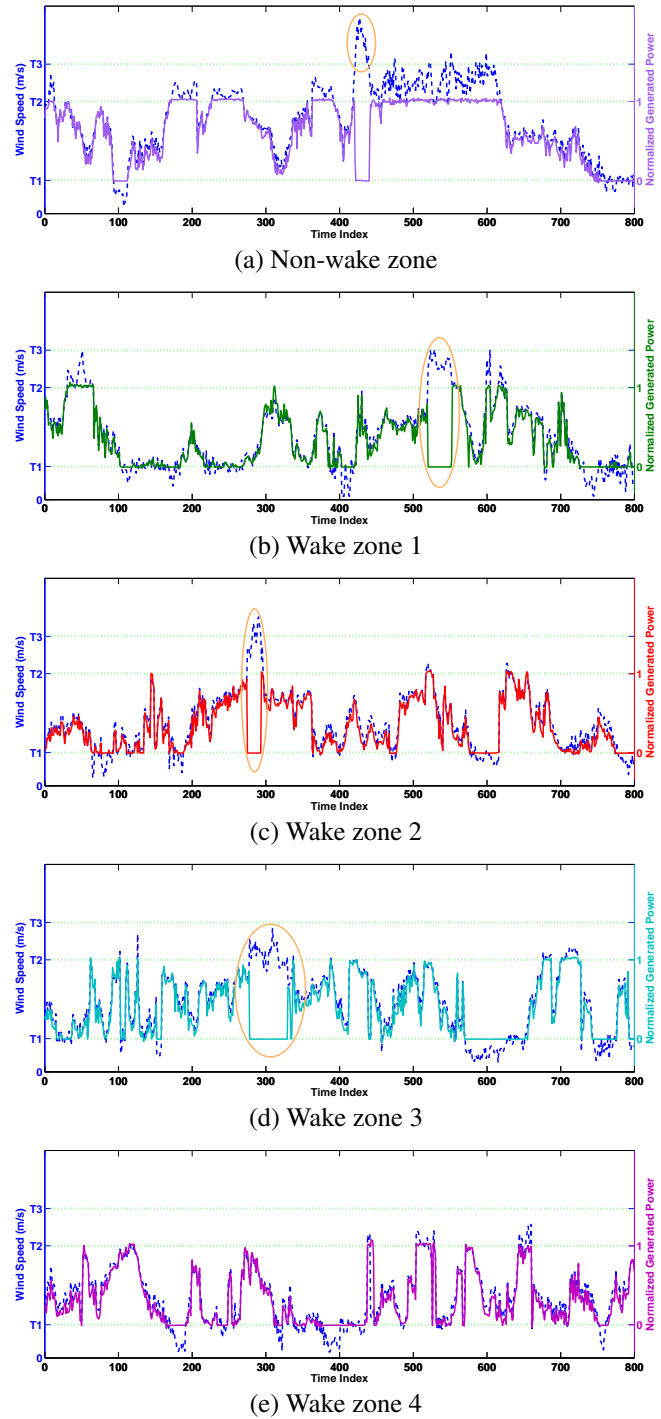 Wind Speed (m/s)
T3
T2
T1
0
1
0
Normalized Generated Power
0 100 200 300 400 500 600 700 800
Time Index
(a) Non-wake zone
Wind Speed (m/s)
T3
T2
T1
0
1
0
Normalized Generated Power
0 100 200 300 400 500 600 700 800
Time Index
(b) Wake zone 1
Wind Speed (m/s)
T3
T2
T1
0
1
0
Normalized Generated Power
0 100 200 300 400 500 600 700 800
Time Index
(c) Wake zone 2
Wind Speed (m/s)
T3
T2
T1
0
1
0
Normalized Generated Power
0 100 200 300 400 500 600 700 800
Time Index
(d) Wake zone 3
Wind Speed (m/s)
T3
T2
T1
0
1
0
Normalized Generated Power
0 100 200 300 400 500 600 700 800
Time Index
(e) Wake zone 4